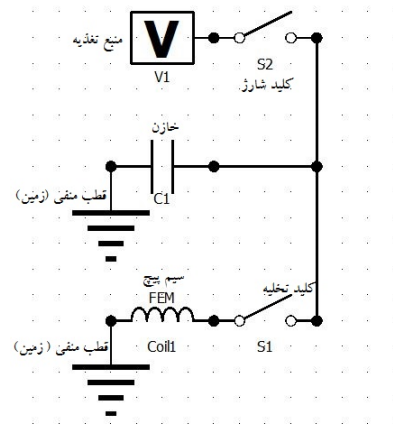 V
منبع تغذیه
V1
S2
کلید شارژ
خازن
قطب منفی (زمین)
C1
سیم پیچ
کلید تخلیه
FEM
قطب منفی ( زمین)
Coil1
S1